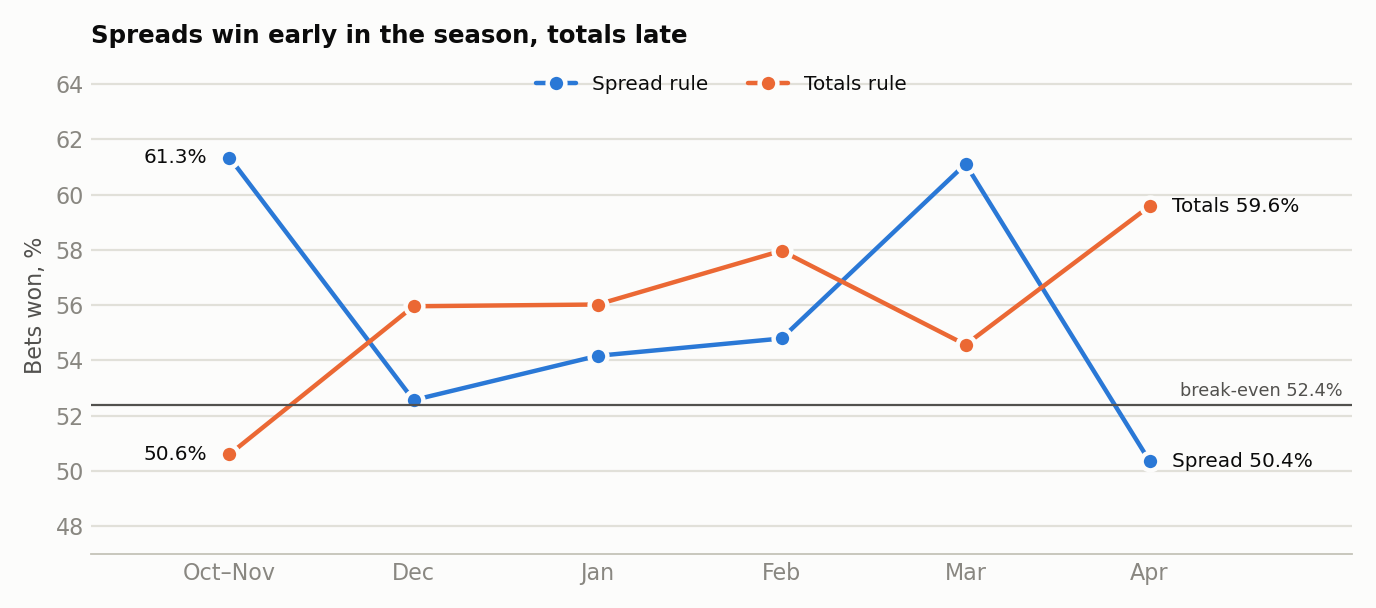 Spreads win early in the season, totals late
Spread rule
Totals rule
Bets won, %
64
62
60
58
56
54
52
50
48
61.3%
50.6%
Totals 59.6%
break-even 52.4%
Spread 50.4%
Oct–Nov
Dec
Jan
Feb
Mar
Apr